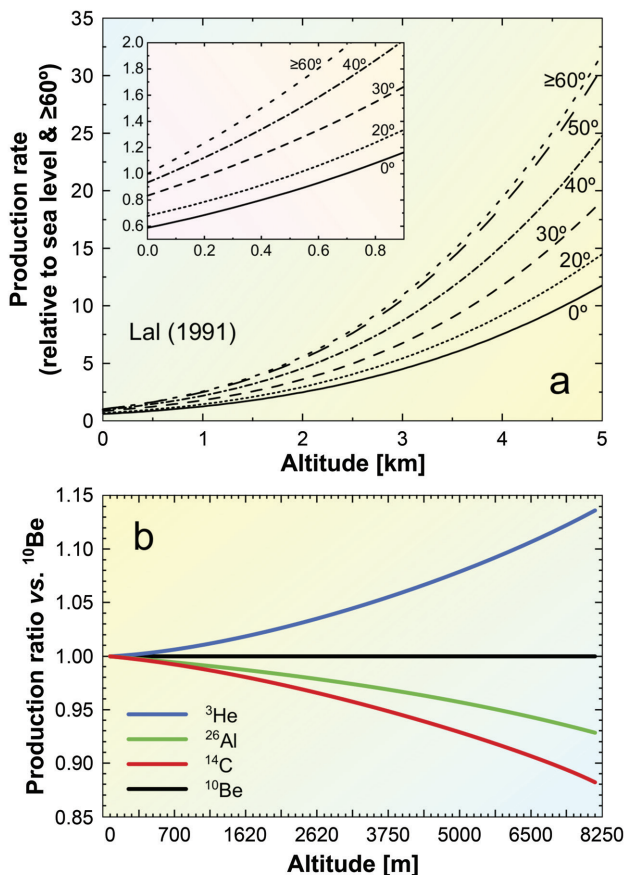 Production rate
(relative to sea level & ≥60º)
35
30
25
20
15
10
5
0
2.0
1.8
1.6
1.4
1.2
1.0
0.8
0.6
≥60º
40º
30º
20º
0º
0.0 0.2 0.4 0.6 0.8
≥60º
50º
40º
30º
20º
0º
Lal (1991)
a
0 1 2 3 4 5
Altitude [km]
Production ratio vs. ¹⁰Be
1.15
1.10
1.05
1.00
0.95
0.90
0.85
b
³He
²⁶Al
¹⁴C
¹⁰Be
0 700 1620 2620 3750 5000 6500 8250
Altitude [m]